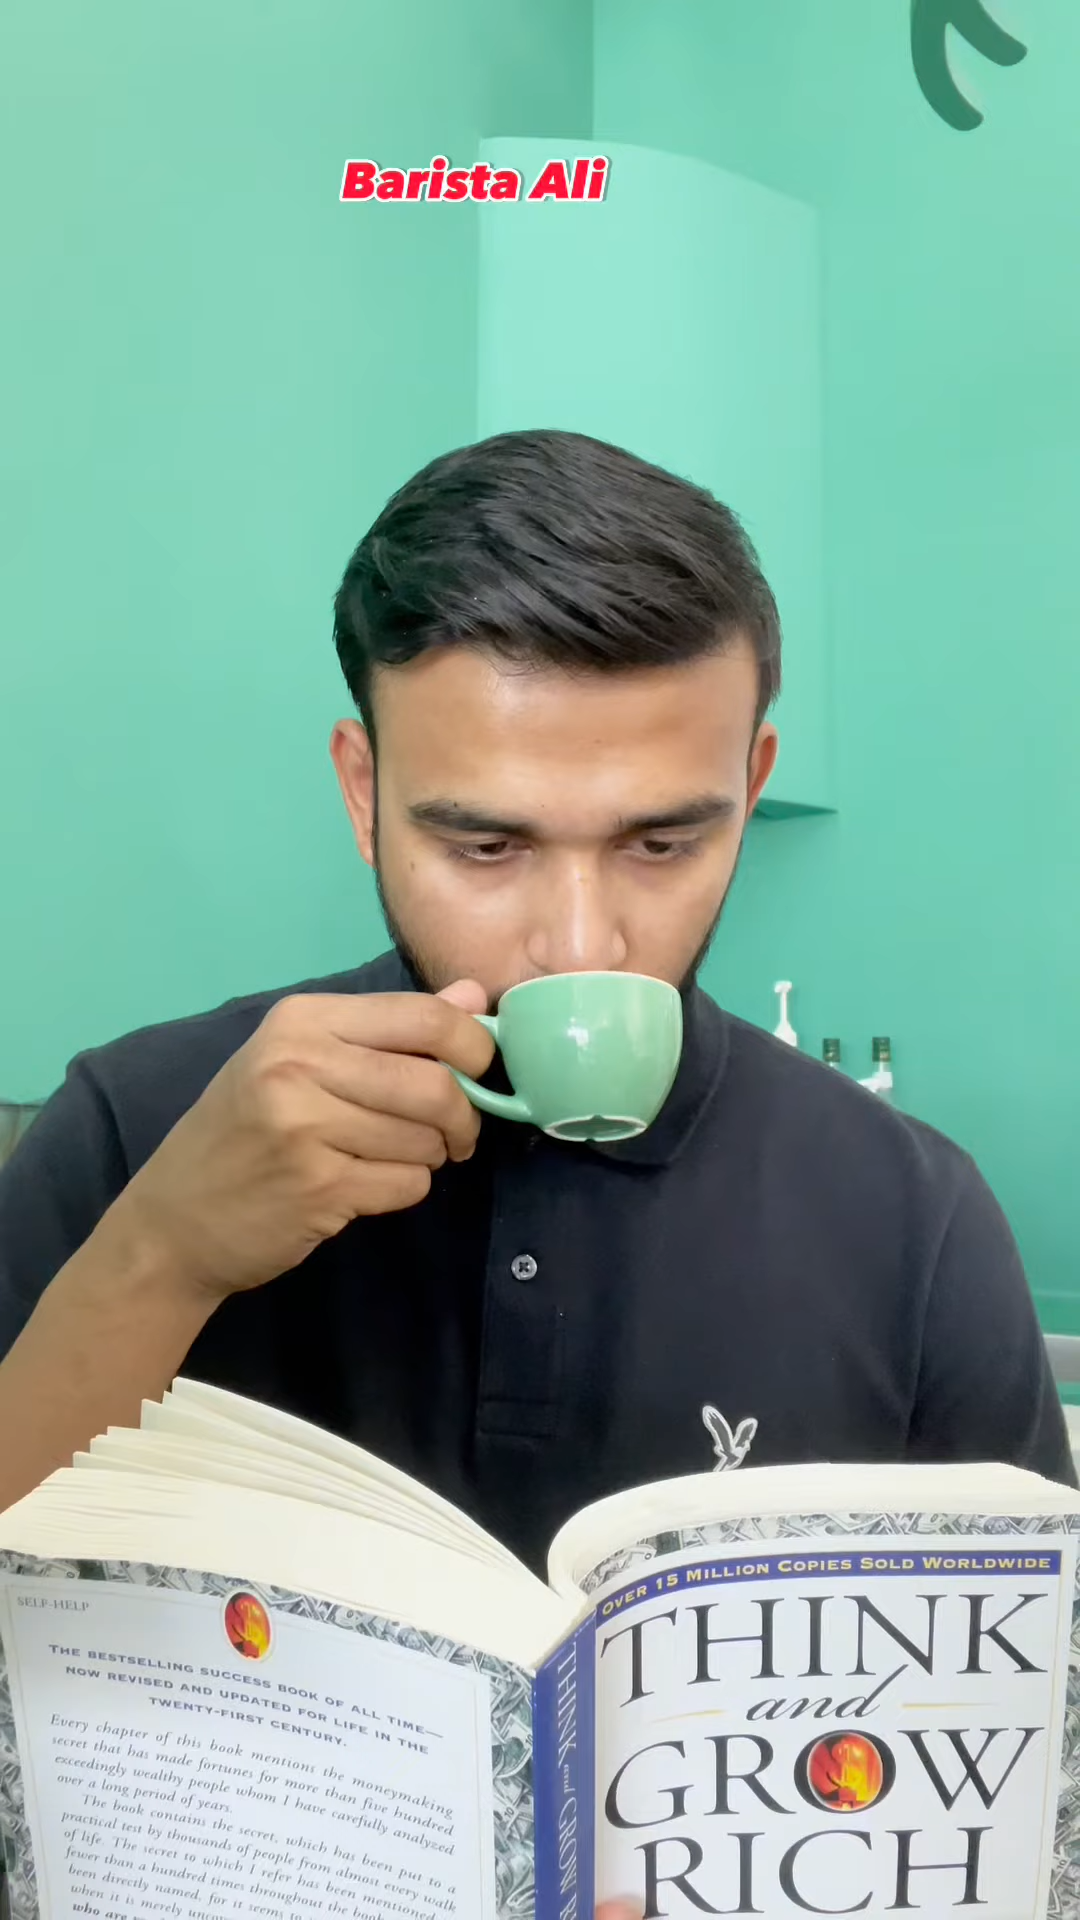 Barista Ali
SELF-HELP
THE BESTSELLING SUCCESS BOOK OF ALL TIME—
NOW REVISED AND UPDATED FOR LIFE IN THE
TWENTY-FIRST CENTURY.
Every chapter of this book mentions the moneymaking
secret that has made fortunes for more than five hundred
exceedingly wealthy people whom I have carefully analyzed
over a long period of years.
The book contains the secret, which has been put to a
practical test by thousands of people from almost every walk
of life. The secret to which I refer has been mentioned
fewer than a hundred times throughout the book
been directly named, for it seems to
when it is merely
who are
THINK and GROW
OVER 15 MILLION COPIES SOLD WORLDWIDE
THINK
and
GROW
RICH